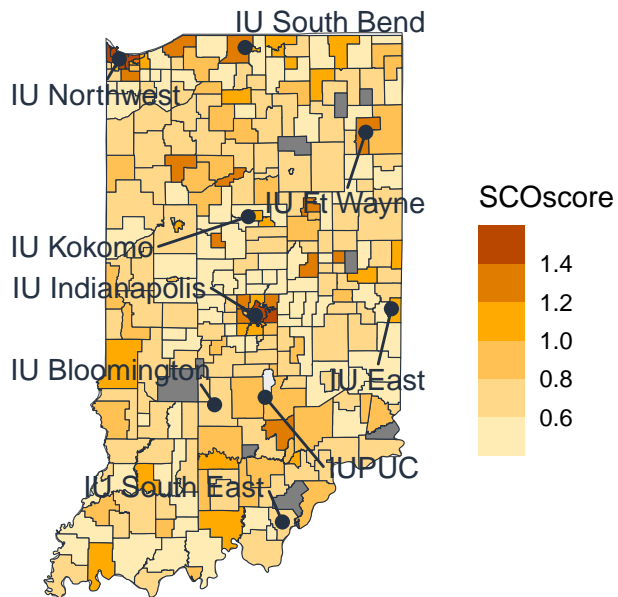 IU South Bend
IU Northwest
IU Ft Wayne
IU Kokomo
IU Indianapolis
IU Bloomington
IU East
IUPUC
IU South East
SCOscore
1.4
1.2
1.0
0.8
0.6